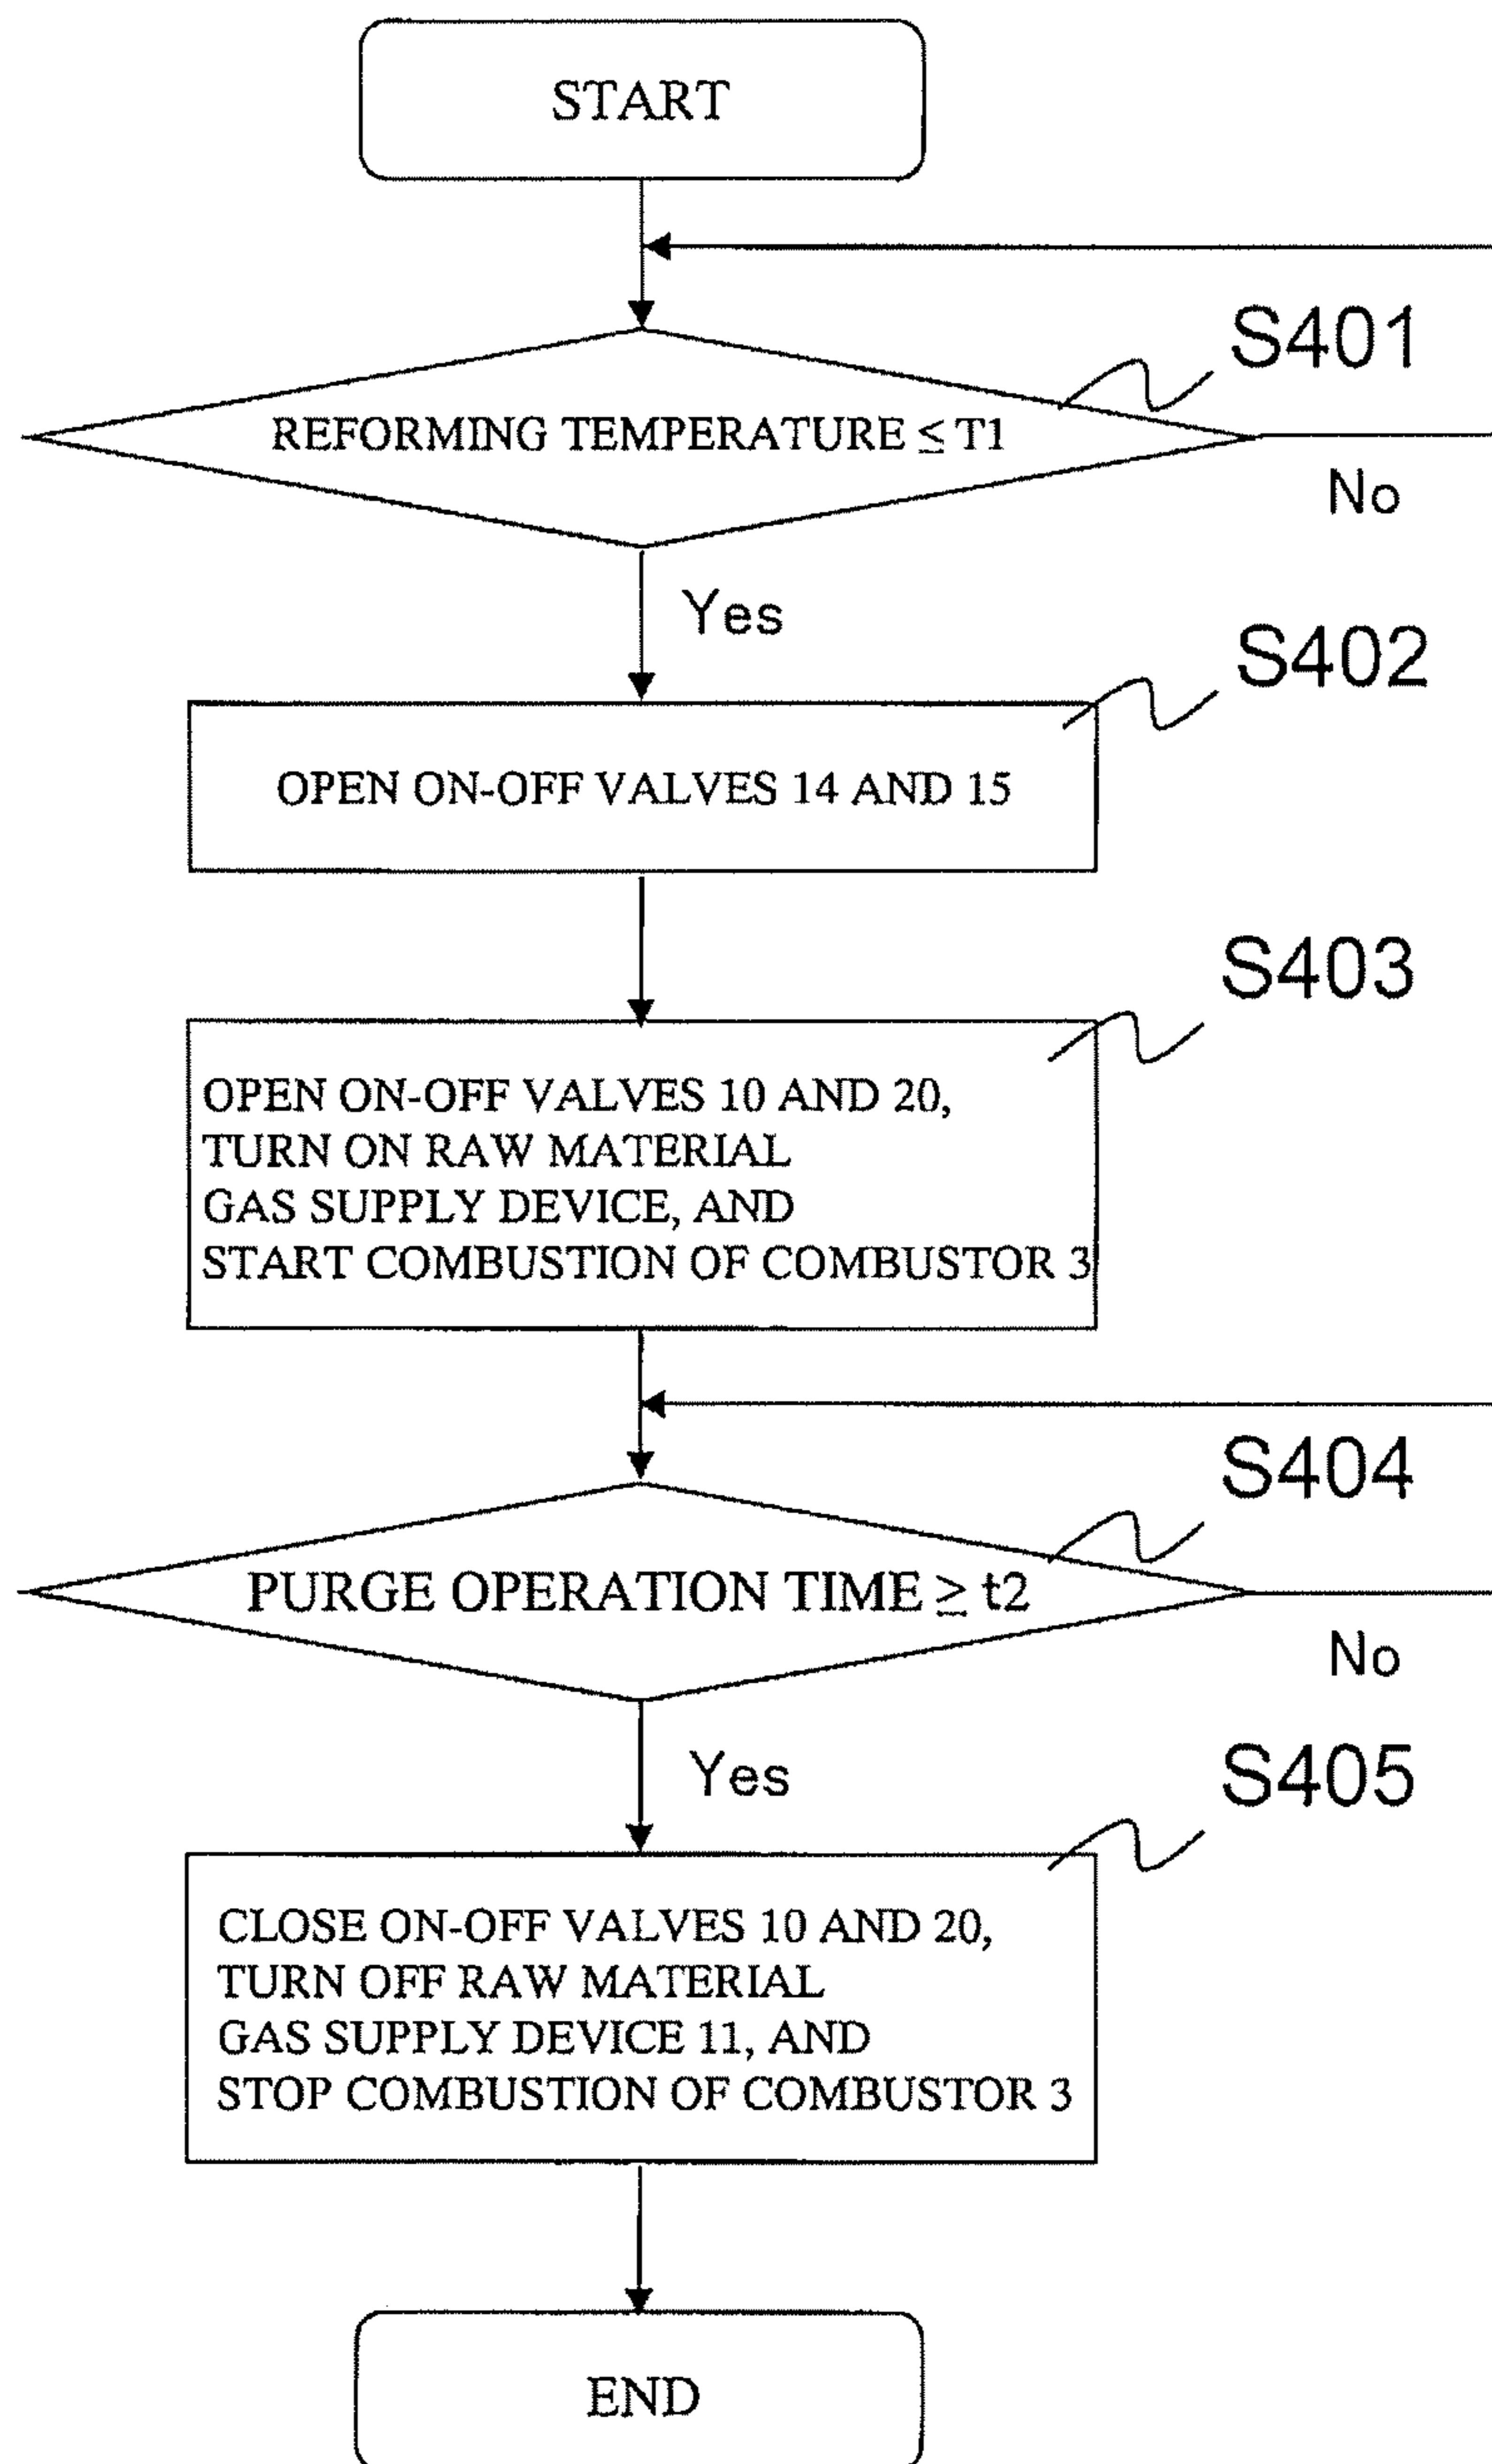 START
S401
REFORMING TEMPERATURE ≤ T1
No
Yes
S402
OPEN ON-OFF VALVES 14 AND 15
S403
OPEN ON-OFF VALVES 10 AND 20,
TURN ON RAW MATERIAL
GAS SUPPLY DEVICE, AND
START COMBUSTION OF COMBUSTOR 3
S404
PURGE OPERATION TIME ≥ t2
No
Yes
S405
CLOSE ON-OFF VALVES 10 AND 20,
TURN OFF RAW MATERIAL
GAS SUPPLY DEVICE 11, AND
STOP COMBUSTION OF COMBUSTOR 3
END